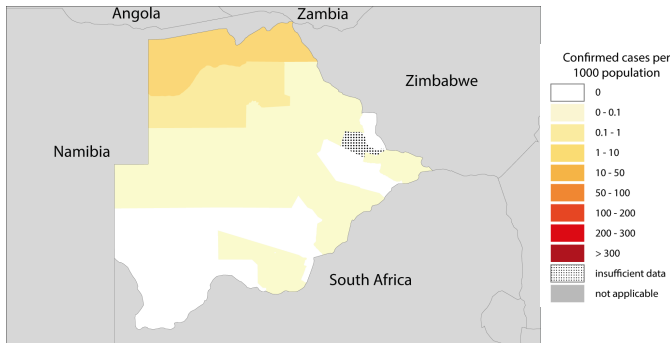 Angola
Zambia
Zimbabwe
Namibia
South Africa
Confirmed cases per
1000 population
0
0 - 0.1
0.1 - 1
1 - 10
10 - 50
50 - 100
100 - 200
200 - 300
> 300
insufficient data
not applicable